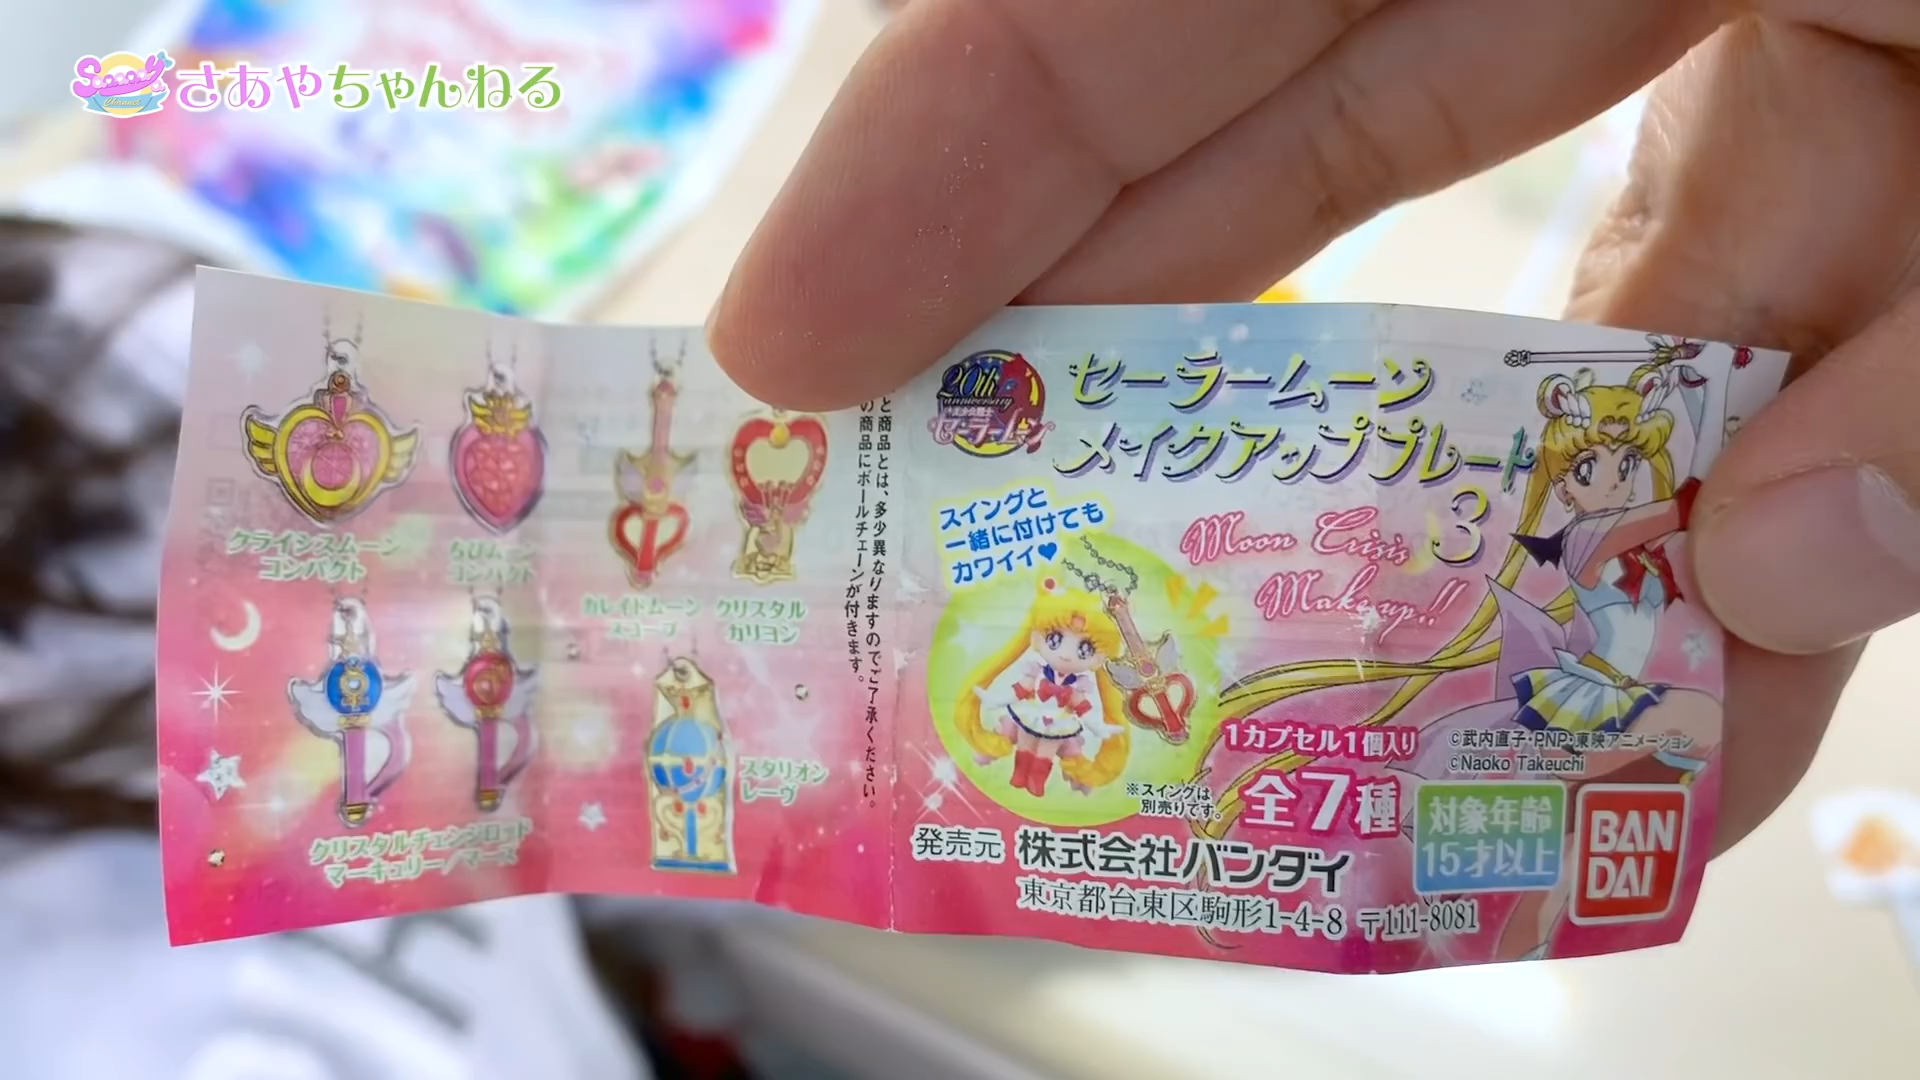 さあやちゃんねる
クライシスムーン
コンパクト
ちびムーン
コンパクト
カレイドムーン
スコープ
クリスタル
カリヨン
クリスタルチェンジロッド
マーキュリー/マーズ
スタリオン
レーヴ
と商品とは、多少異なりますのでご了承ください。
の商品にボールチェーンが付きます。
20th
anniversary
美少女戦士
セーラームーン
セーラームーン
メイクアッププレート
3
Moon Crisis
Make up!!
スイングと
一緒に付けても
カワイイ♥
※スイングは
別売りです。
1カプセル1個入り
全7種
©武内直子・PNP・東映アニメーション
©Naoko Takeuchi
対象年齢
15才以上
BAN
DAI
発売元 株式会社バンダイ
東京都台東区駒形1-4-8 〒111-8081